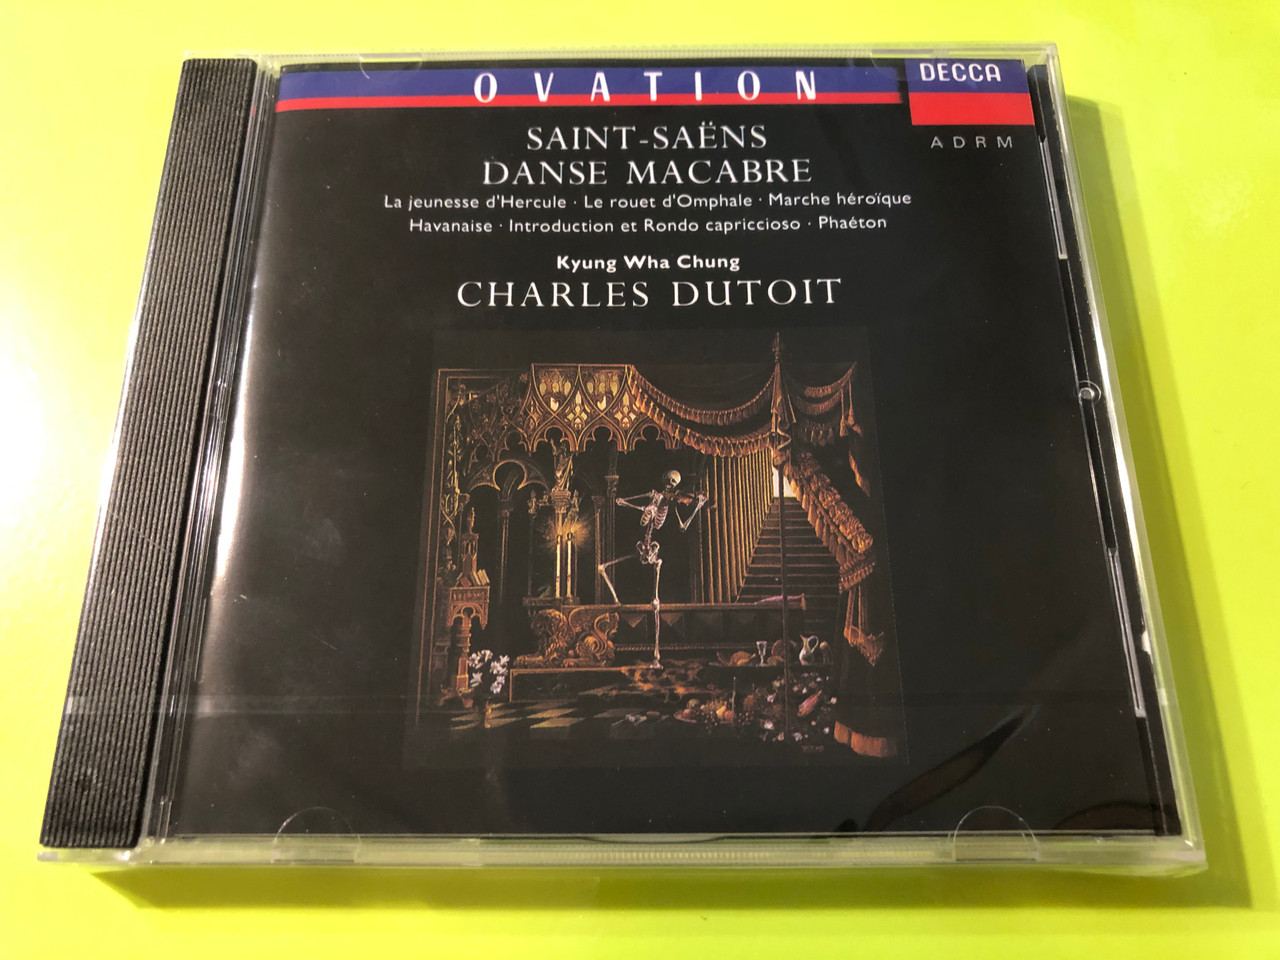 OVATION
DECCA
ADRM
SAINT-SAËNS
DANSE MACABRE
La jeunesse d'Hercule · Le rouet d'Omphale · Marche héroïque
Havanaise · Introduction et Rondo capriccioso · Phaéton
Kyung Wha Chung
CHARLES DUTOIT